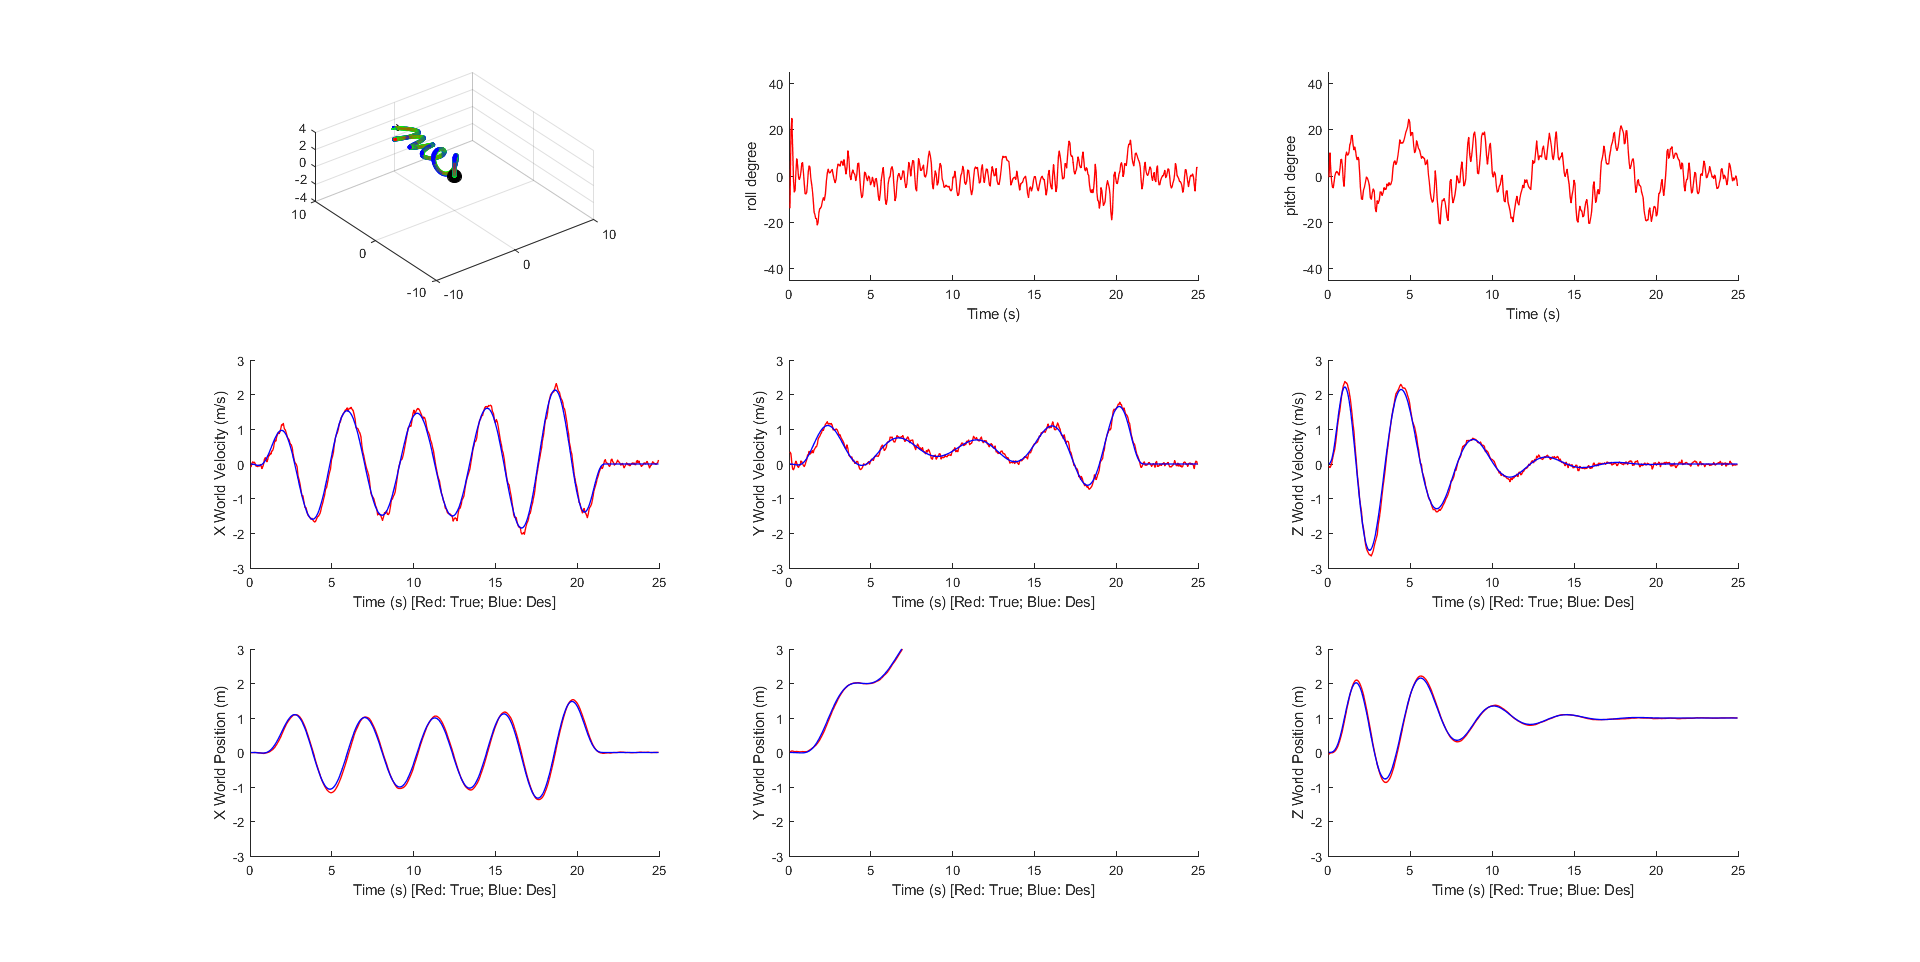 4
2
0
-2
-4
10
0
-10
-10
0
10
roll degree
40
20
0
-20
-40
0 5 10 15 20 25
Time (s)
pitch degree
40
20
0
-20
-40
0 5 10 15 20 25
Time (s)
X World Velocity (m/s)
3
2
1
0
-1
-2
-3
0 5 10 15 20 25
Time (s) [Red: True; Blue: Des]
Y World Velocity (m/s)
3
2
1
0
-1
-2
-3
0 5 10 15 20 25
Time (s) [Red: True; Blue: Des]
Z World Velocity (m/s)
3
2
1
0
-1
-2
-3
0 5 10 15 20 25
Time (s) [Red: True; Blue: Des]
X World Position (m)
3
2
1
0
-1
-2
-3
0 5 10 15 20 25
Time (s) [Red: True; Blue: Des]
Y World Position (m)
3
2
1
0
-1
-2
-3
0 5 10 15 20 25
Time (s) [Red: True; Blue: Des]
Z World Position (m)
3
2
1
0
-1
-2
-3
0 5 10 15 20 25
Time (s) [Red: True; Blue: Des]